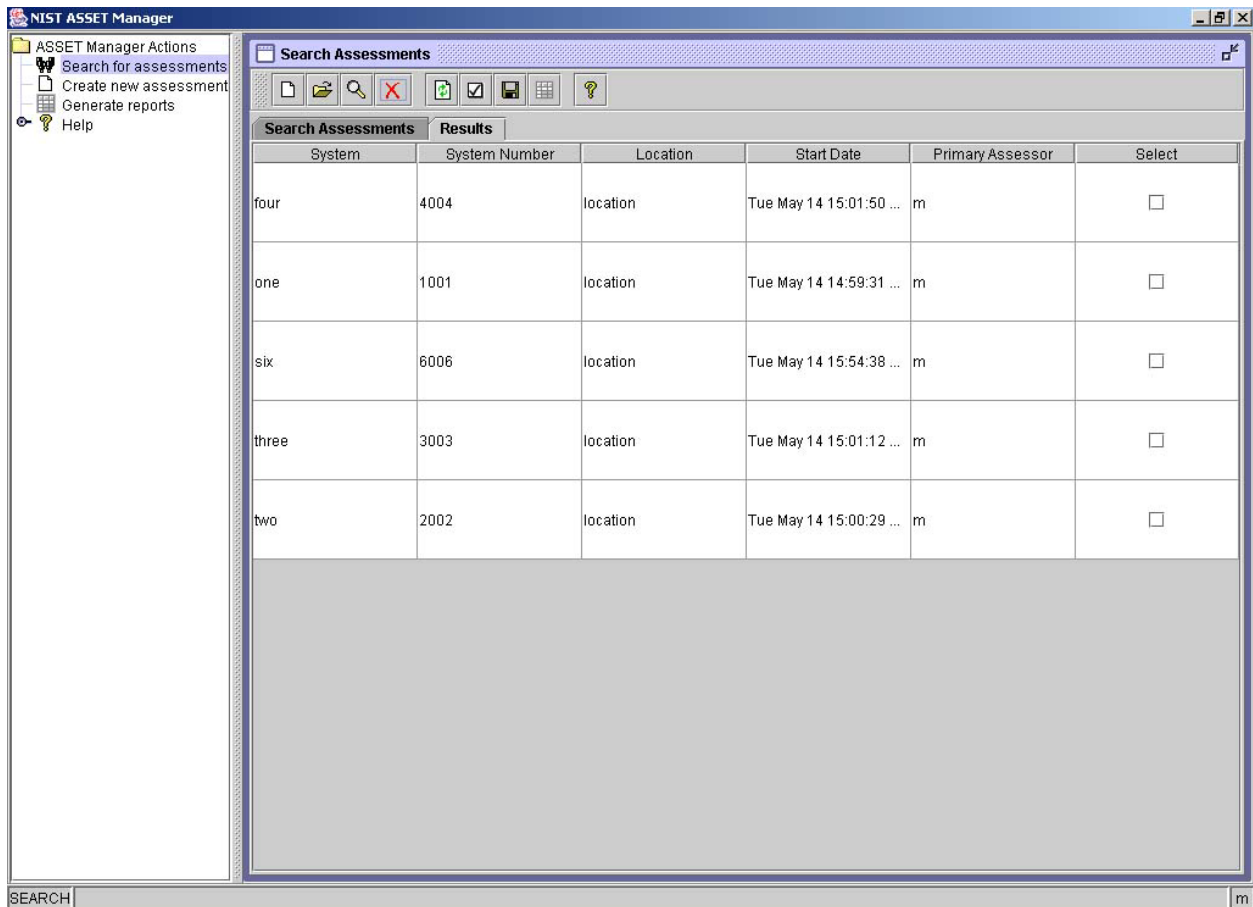 NIST ASSET Manager
ASSET Manager Actions
Search for assessments
Create new assessment
Generate reports
Help
Search Assessments
Search Assessments Results
System System Number Location Start Date Primary Assessor Select
four 4004 location Tue May 14 15:01:50 ... m
one 1001 location Tue May 14 14:59:31 ... m
six 6006 location Tue May 14 15:54:38 ... m
three 3003 location Tue May 14 15:01:12 ... m
two 2002 location Tue May 14 15:00:29 ... m
SEARCH m